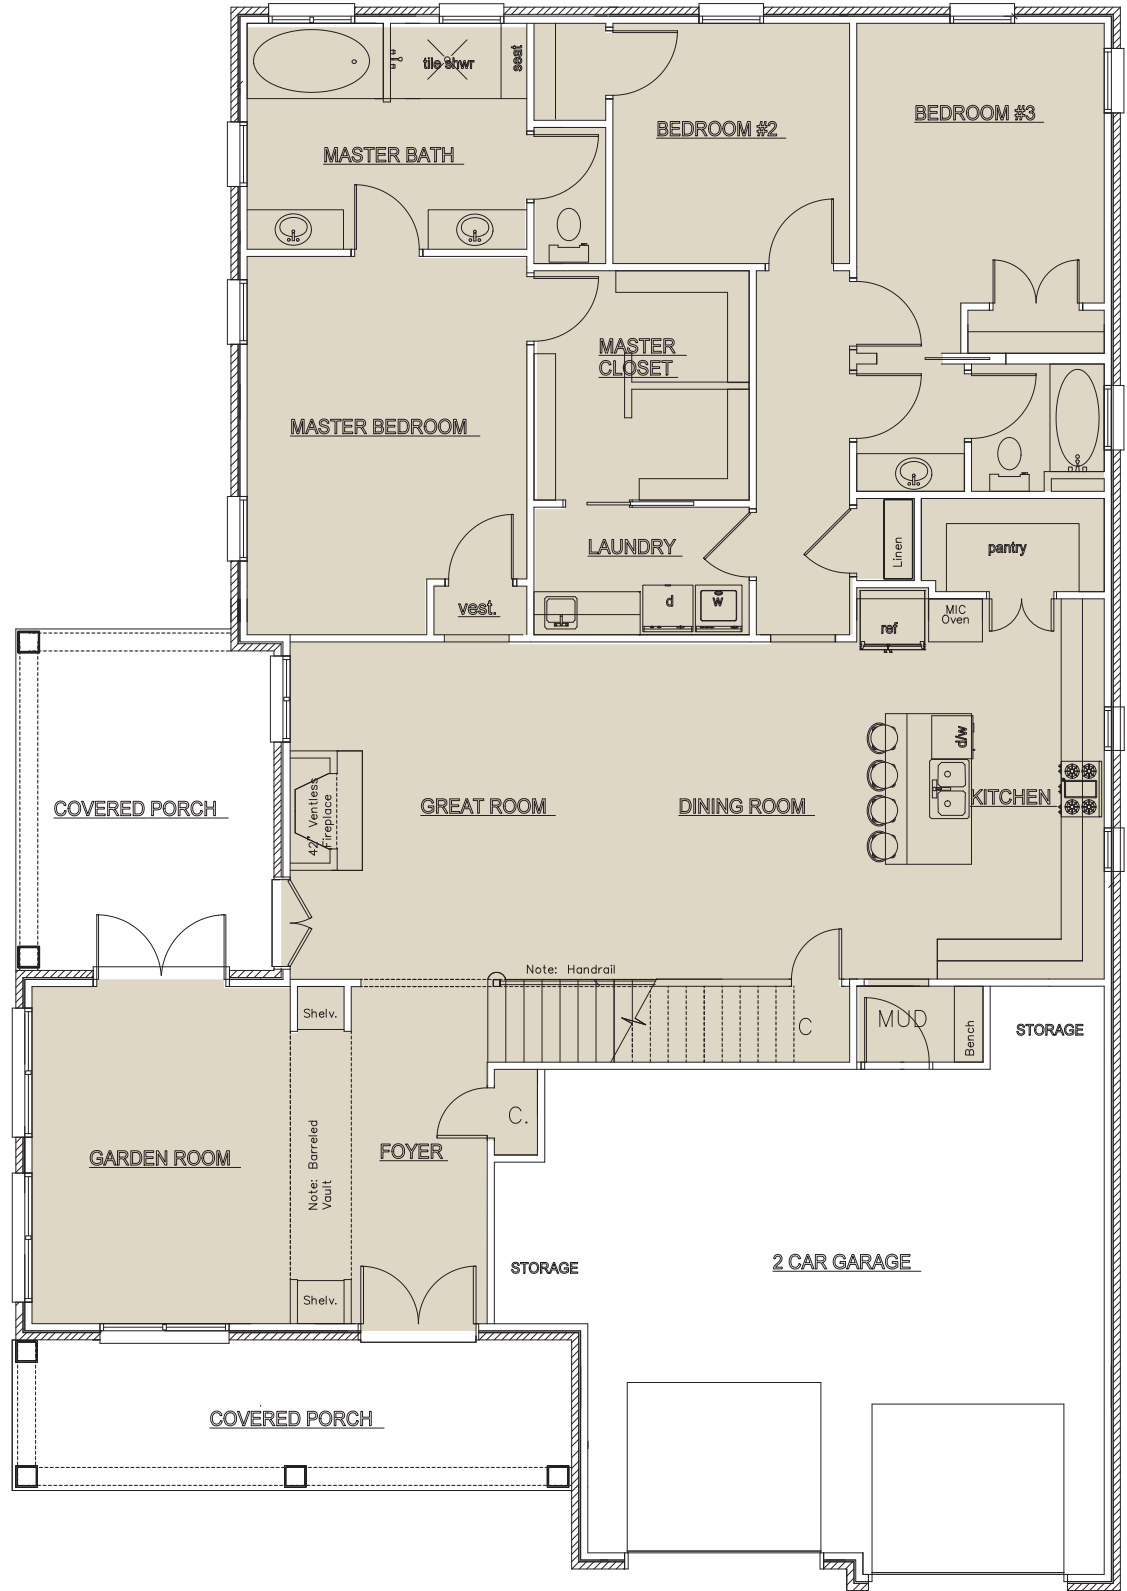 tile shwr
seat
BEDROOM #2
BEDROOM #3
MASTER BATH
MASTER
CLOSET
MASTER BEDROOM
LAUNDRY
Linen
pantry
vest.
d
w
ref
MIC
Oven
d/w
COVERED PORCH
42" Ventless
Fireplace
GREAT ROOM
DINING ROOM
KITCHEN
Note: Handrail
Shelv.
C
MUD
Bench
STORAGE
C.
GARDEN ROOM
Note: Barreled
Vault
FOYER
STORAGE
2 CAR GARAGE
Shelv.
COVERED PORCH